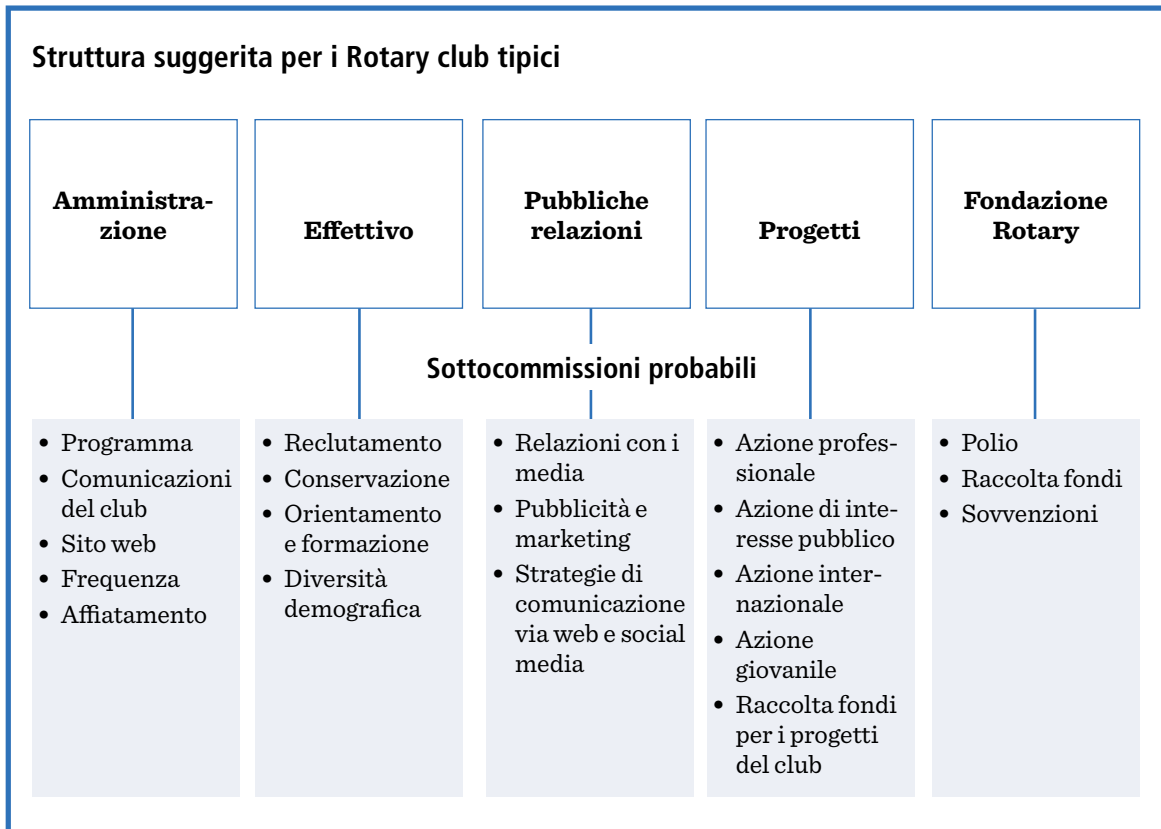 Struttura suggerita per i Rotary club tipici
Amministra-
zione
Effettivo
Pubbliche
relazioni
Progetti
Fondazione
Rotary
Sottocommissioni probabili
• Programma
• Comunicazioni
del club
• Sito web
• Frequenza
• Affiatamento
• Reclutamento
• Conservazione
• Orientamento
e formazione
• Diversità
demografica
• Relazioni con i
media
• Pubblicità e
marketing
• Strategie di
comunicazione
via web e social
media
• Azione profes-
sionale
• Azione di inte-
resse pubblico
• Azione inter-
nazionale
• Azione
giovanile
• Raccolta fondi
per i progetti
del club
• Polio
• Raccolta fondi
• Sovvenzioni